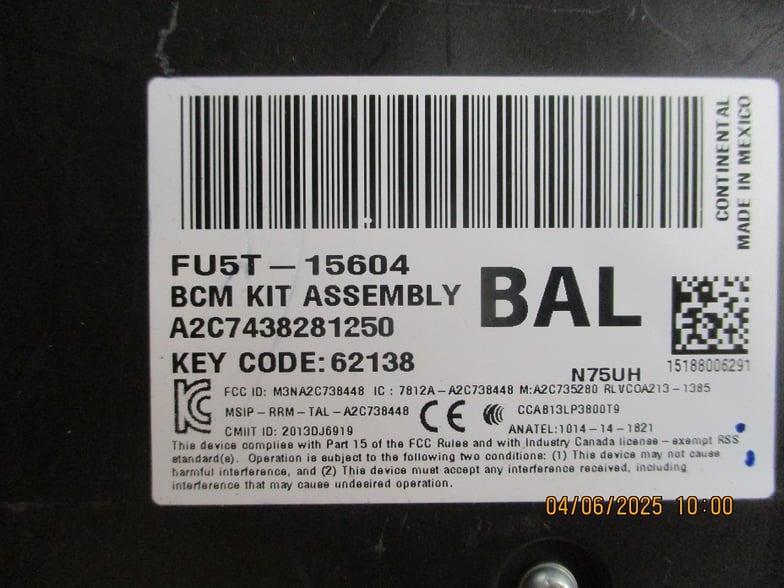 CONTINENTAL
MADE IN MEXICO
FU5T - 15604
BCM KIT ASSEMBLY
BAL
A2C7438281250
KEY CODE: 62138
N75UH
15188006291
FCC ID: M3NA2C738448 IC : 7812A-A2C738448 M:A2C735280 RLVCOA213-1385
MSIP-RRM-TAL-A2C738448
CE
CCAB13LP3800T9
CMIIT ID: 2013DJ6919
ANATEL:1014-14-1821
This device complies with Part 15 of the FCC Rules and with Industry Canada license - exempt RSS
standard(s). Operation is subject to the following two conditions: (1) This device may not cause
harmful interference, and (2) This device must accept any interference received, including
interference that may cause undesired operation.
04/06/2025 10:00